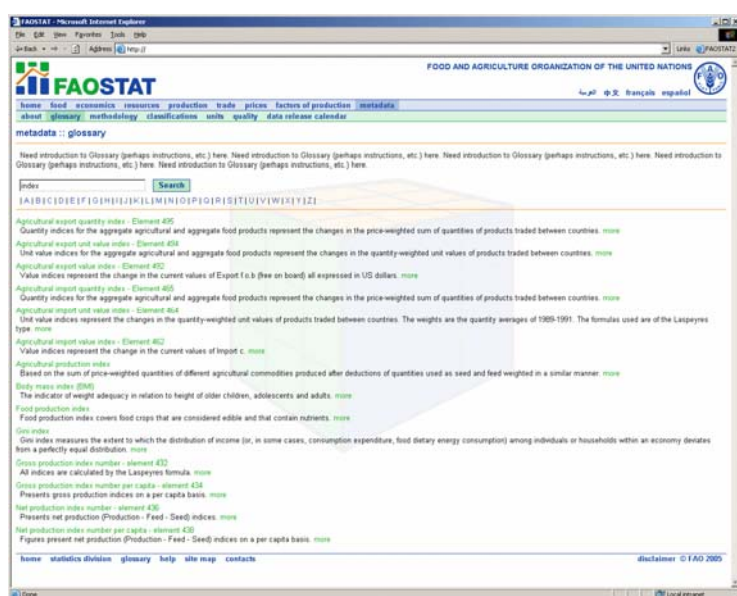 FAOSTAT - Microsoft Internet Explorer
File Edit View Favorites Tools Help
Back Address http://
Links FAOSTAT2
FOOD AND AGRICULTURE ORGANIZATION OF THE UNITED NATIONS
FAOSTAT
العربية 中文 français español
home food economics resources production trade prices factors of production metadata
about glossary methodology classifications units quality data release calendar
metadata :: glossary
Need introduction to Glossary (perhaps instructions, etc.) here. Need introduction to Glossary (perhaps instructions, etc.) here. Need introduction to Glossary (perhaps instructions, etc.) here. Need introduction to
Glossary (perhaps instructions, etc.) here. Need introduction to Glossary (perhaps instructions, etc.) here.
index Search
|A|B|C|D|E|F|G|H|I|J|K|L|M|N|O|P|Q|R|S|T|U|V|W|X|Y|Z|
Agricultural export quantity index - Element 495
Quantity indices for the aggregate agricultural and aggregate food products represent the changes in the price-weighted sum of quantities of products traded between countries. more
Agricultural export unit value index - Element 494
Unit value indices for the aggregate agricultural and aggregate food products represent the changes in the quantity-weighted unit values of products traded between countries. more
Agricultural export value index - Element 492
Value indices represent the change in the current values of Export f.o.b (free on board) all expressed in US dollars. more
Agricultural import quantity index - Element 465
Quantity indices for the aggregate agricultural and aggregate food products represent the changes in the price-weighted sum of quantities of products traded between countries. more
Agricultural import unit value index - Element 464
Unit value indices represent the changes in the quantity-weighted unit values of products traded between countries. The weights are the quantity averages of 1989-1991. The formulas used are of the Laspeyres
type. more
Agricultural import value index - Element 462
Value indices represent the change in the current values of Import c. more
Agricultural production index
Based on the sum of price-weighted quantities of different agricultural commodities produced after deductions of quantities used as seed and feed weighted in a similar manner. more
Body mass index (BMI)
The indicator of weight adequacy in relation to height of older children, adolescents and adults. more
Food production index
Food production index covers food crops that are considered edible and that contain nutrients. more
Gini index
Gini index measures the extent to which the distribution of income (or, in some cases, consumption expenditure, food dietary energy consumption) among individuals or households within an economy deviates
from a perfectly equal distribution. more
Gross production index number - element 432
All indices are calculated by the Laspeyres formula. more
Gross production index number per capita - element 434
Presents gross production indices on a per capita basis. more
Net production index number - element 436
Presents net production (Production - Feed - Seed) indices. more
Net production index number per capita - element 438
Figures present net production (Production - Feed - Seed) indices on a per capita basis. more
home statistics division glossary help site map contacts
disclaimer © FAO 2005
Done
Local intranet